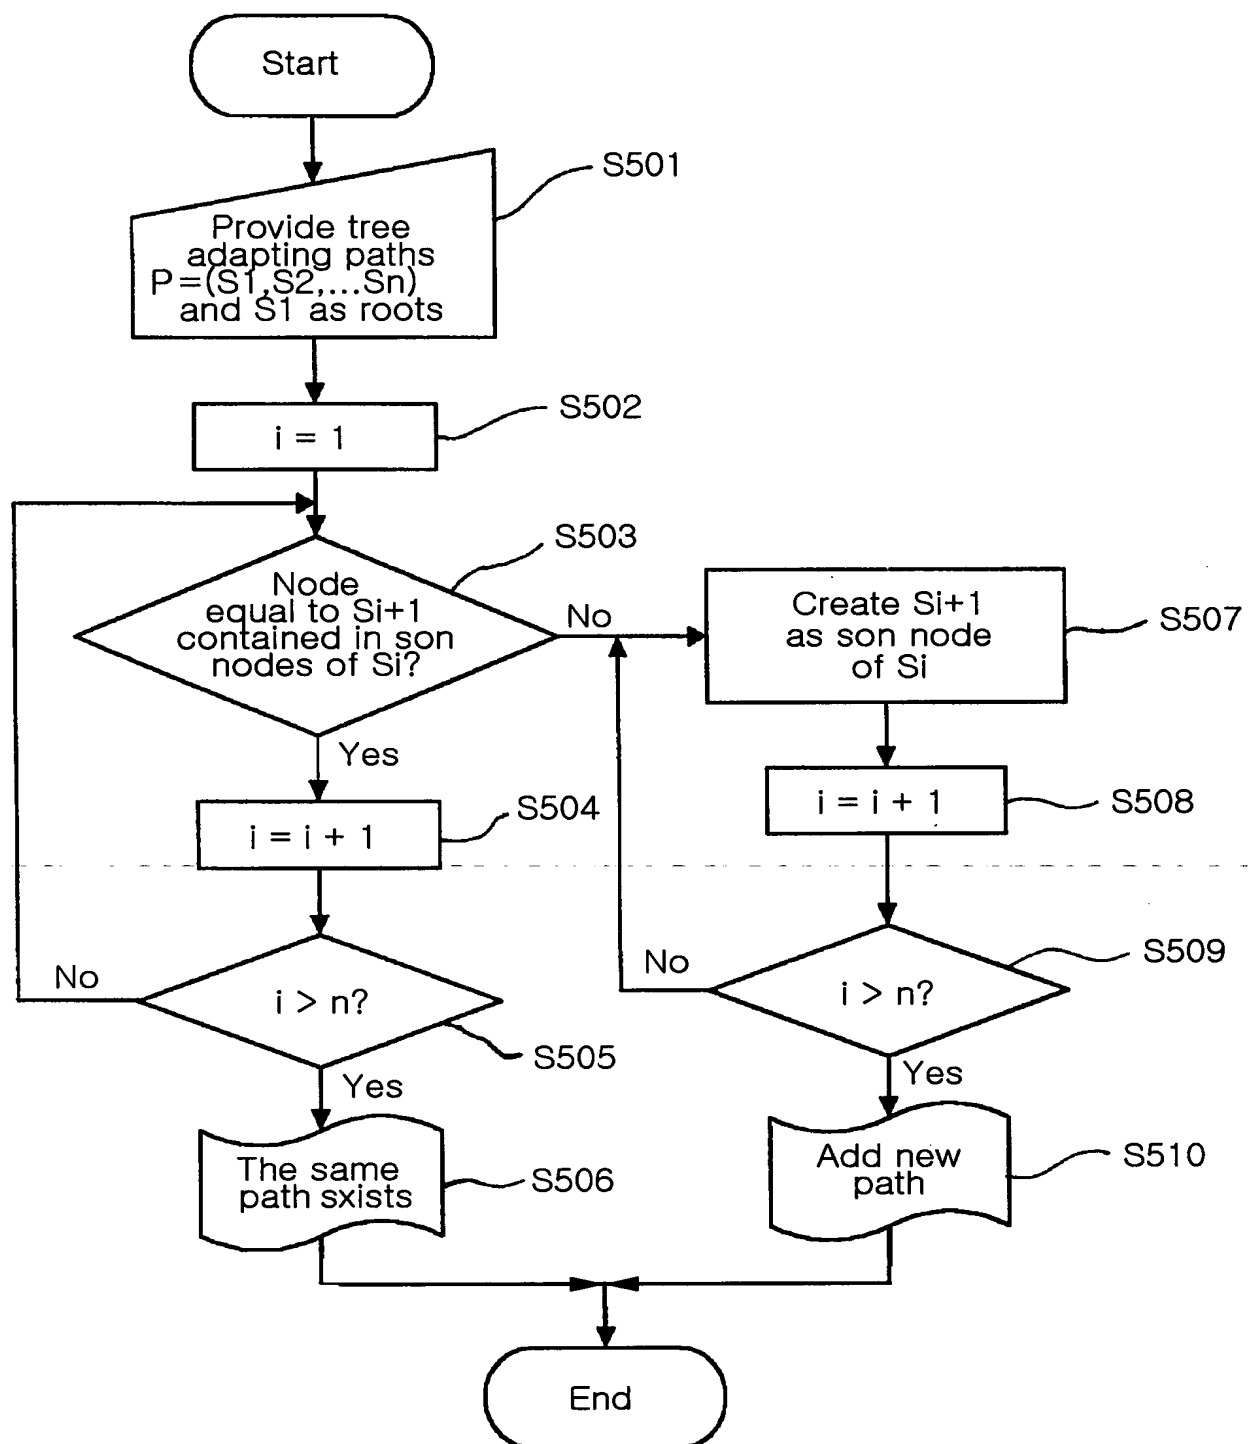 Start
S501
Provide tree
adapting paths
P=(S1,S2,...Sn)
and S1 as roots
S502
i = 1
S503
Node
equal to Si+1
contained in son
nodes of Si?
No
Create Si+1
as son node
of Si
S507
Yes
S504
i = i + 1
i = i + 1
S508
No
i > n?
S505
No
i > n?
S509
Yes
Yes
The same
path sxists
S506
Add new
path
S510
End